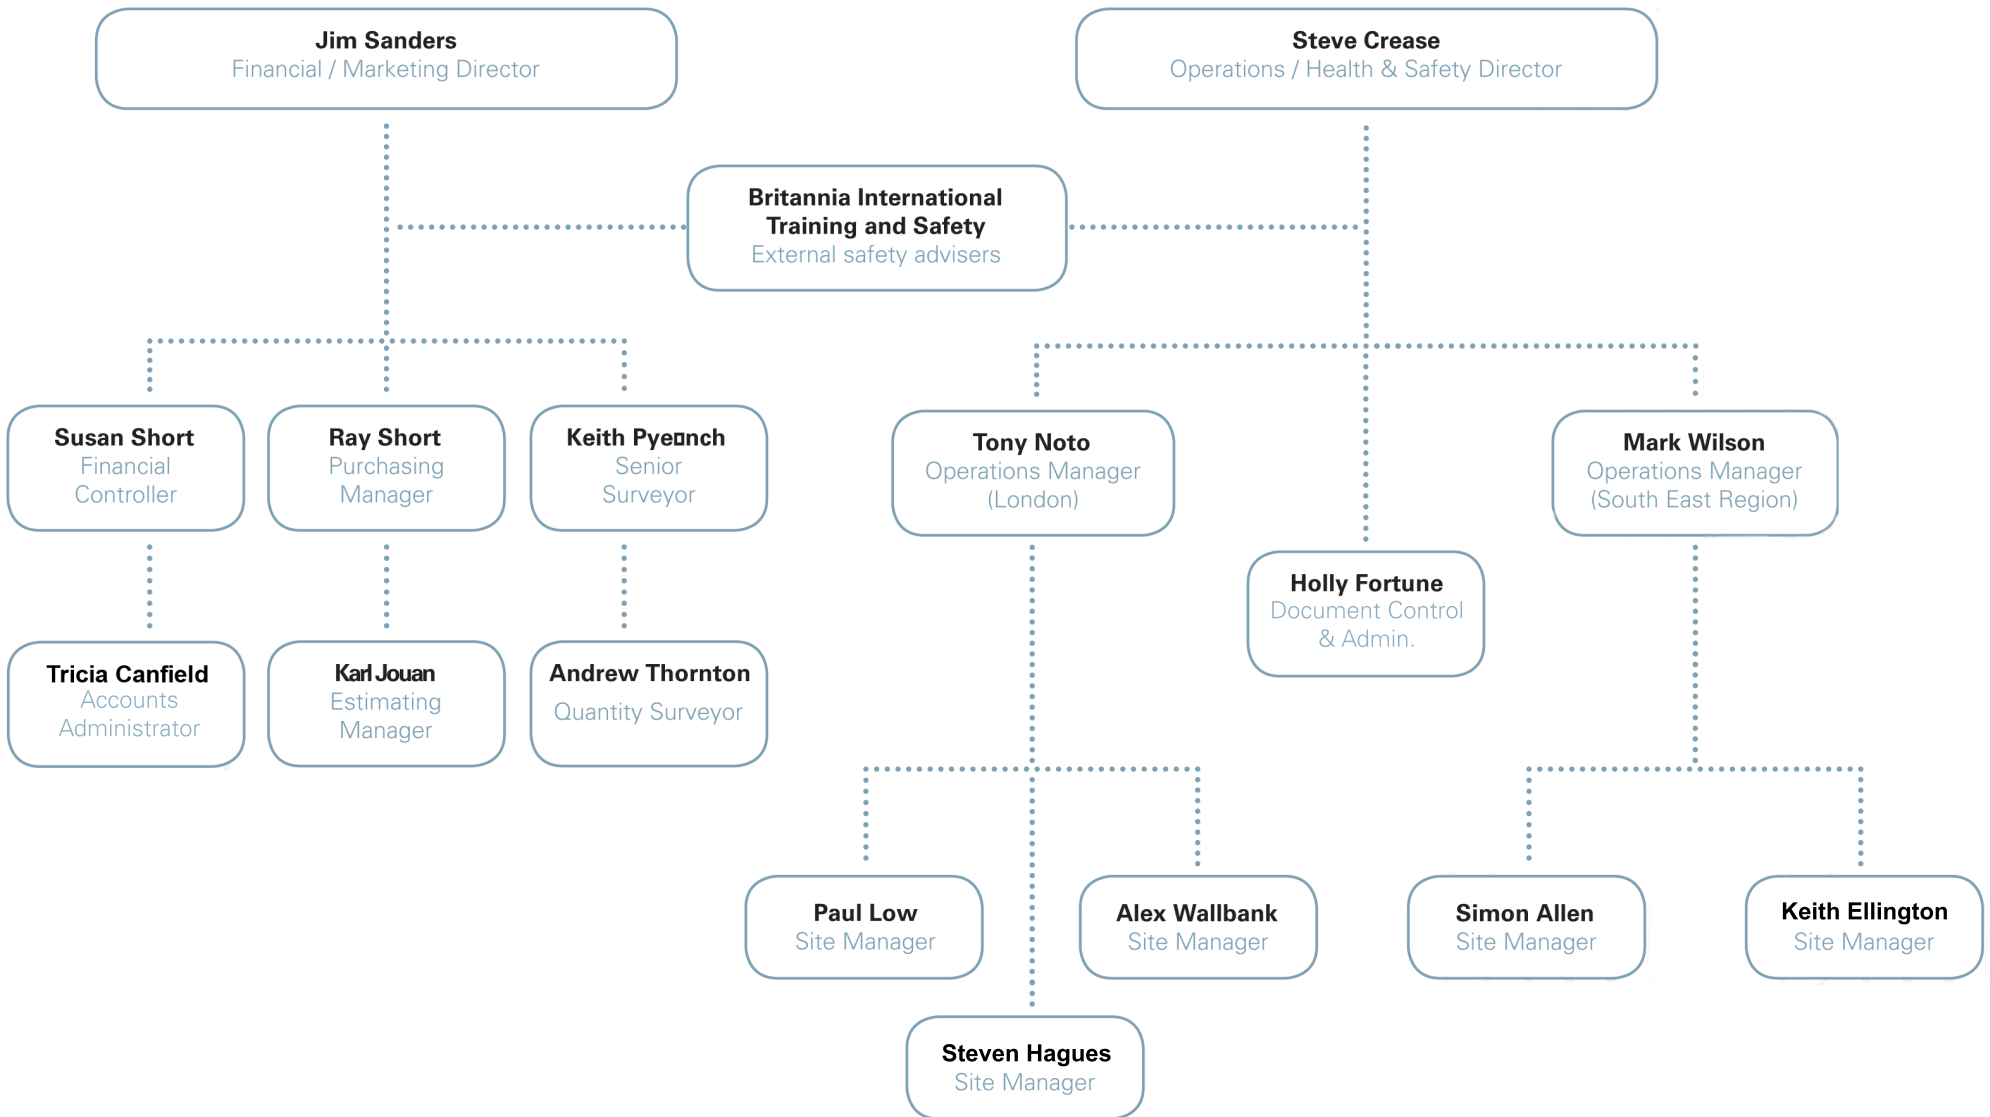 Jim Sanders
Financial / Marketing Director
Steve Crease
Operations / Health & Safety Director
Britannia International
Training and Safety
External safety advisers
Susan Short
Financial
Controller
Ray Short
Purchasing
Manager
Keith Pye□nch
Senior
Surveyor
Tony Noto
Operations Manager
(London)
Mark Wilson
Operations Manager
(South East Region)
Holly Fortune
Document Control
& Admin.
Tricia Canfield
Accounts
Administrator
Karl Jouan
Estimating
Manager
Andrew Thornton
Quantity Surveyor
Paul Low
Site Manager
Alex Wallbank
Site Manager
Simon Allen
Site Manager
Keith Ellington
Site Manager
Steven Hagues
Site Manager